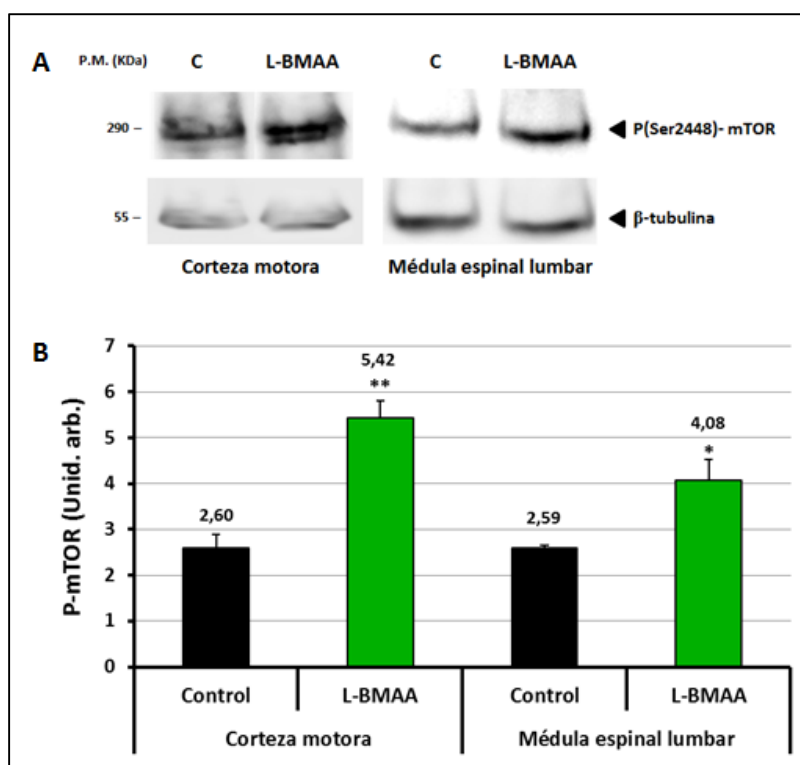 A
P.M. (KDa)
C
L-BMAA
C
L-BMAA
290 –
P(Ser2448)- mTOR
55 –
β-tubulina
Corteza motora
Médula espinal lumbar
B
P-mTOR (Unid. arb.)
7
6
5
4
3
2
1
0
2,60
5,42
**
2,59
4,08
*
Control
L-BMAA
Control
L-BMAA
Corteza motora
Médula espinal lumbar